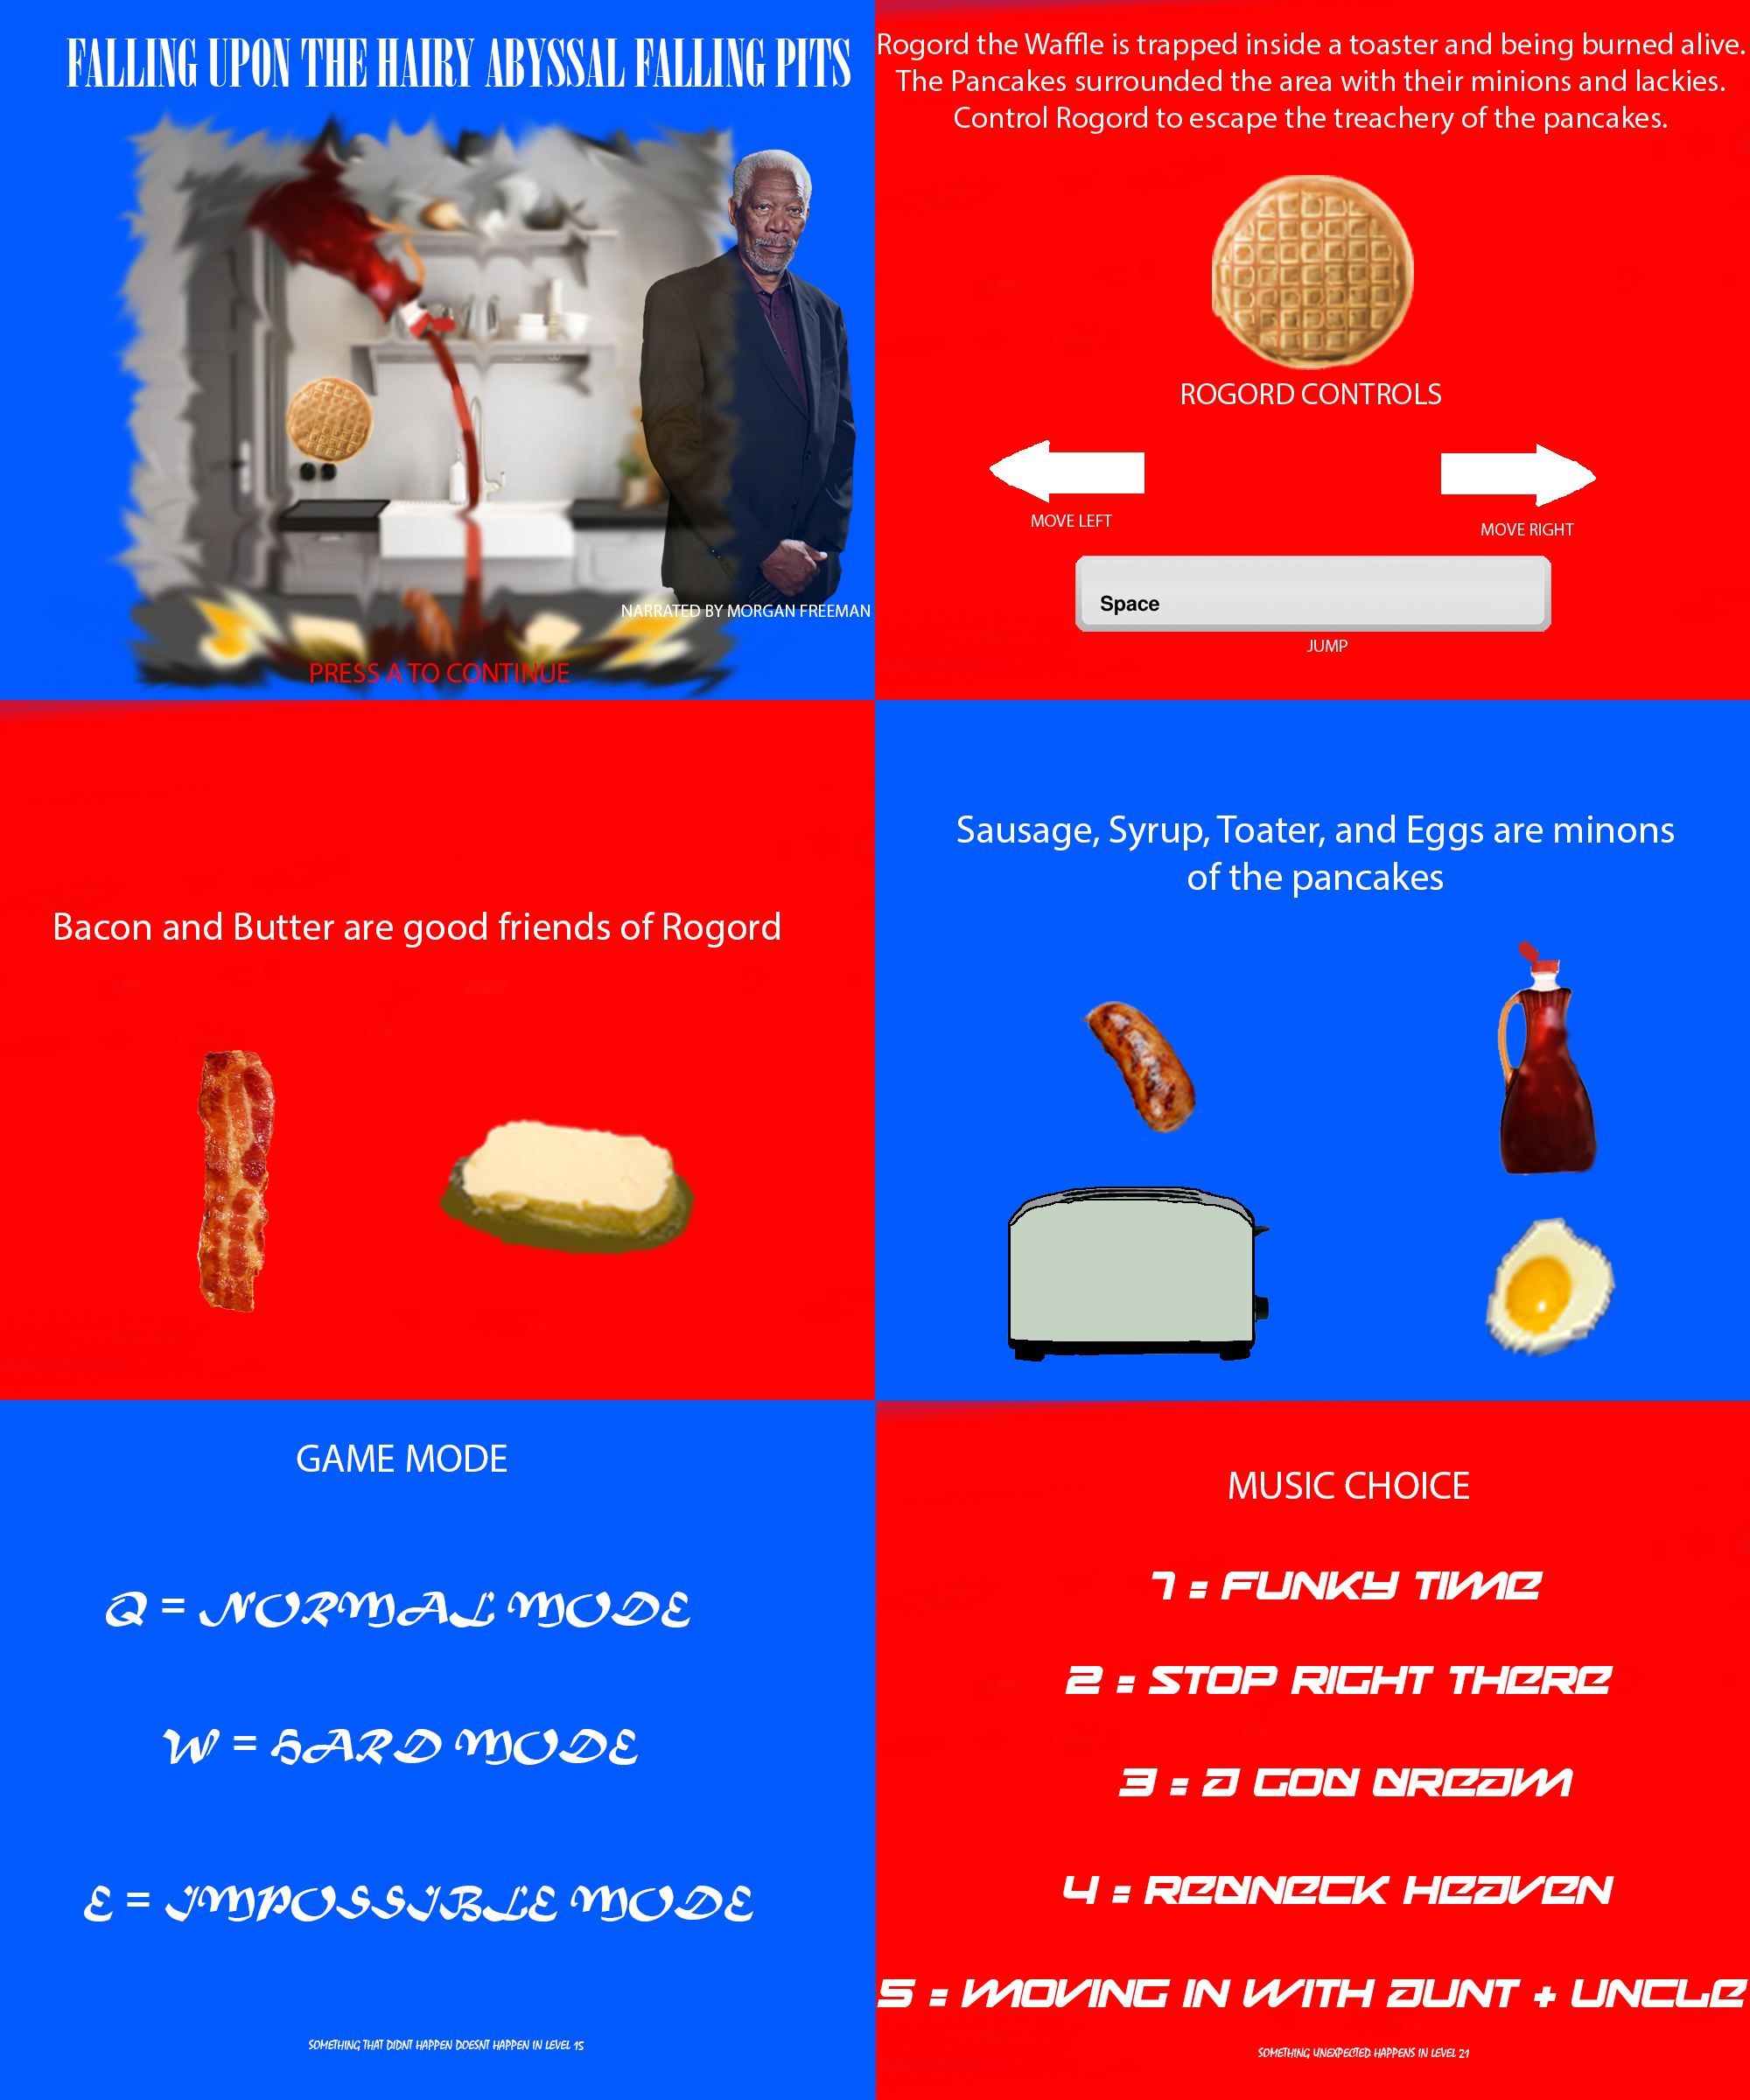 FALLING UPON THE HAIRY ABYSSAL FALLING PITS
NARRATED BY MORGAN FREEMAN
PRESS A TO CONTINUE
Rogord the Waffle is trapped inside a toaster and being burned alive.
The Pancakes surrounded the area with their minions and lackies.
Control Rogord to escape the treachery of the pancakes.
ROGORD CONTROLS
MOVE LEFT
MOVE RIGHT
Space
JUMP
Bacon and Butter are good friends of Rogord
Sausage, Syrup, Toater, and Eggs are minons
of the pancakes
GAME MODE
Q = NORMAL MODE
W = HARD MODE
E = IMPOSSIBLE MODE
SOMETHING THAT DIDNT HAPPEN DOESNT HAPPEN IN LEVEL 15
MUSIC CHOICE
1 = FUNKY TIME
2 = STOP RIGHT THERE
3 = A GOD DREAM
4 = REDNECK HEAVEN
5 = MOVING IN WITH AUNT + UNCLE
SOMETHING UNEXPECTED HAPPENS IN LEVEL 21